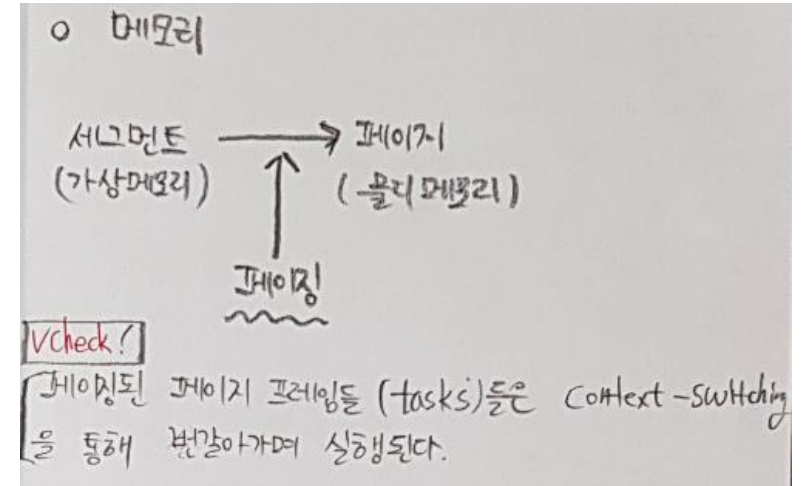 o 메모리
세그먼트 → 페이지
(가상메모리) (물리 메모리)
페이징
VCheck!
페이징된 페이지 프레임들 (tasks)들은 Context-Switching
을 통해 번갈아가며 실행된다.